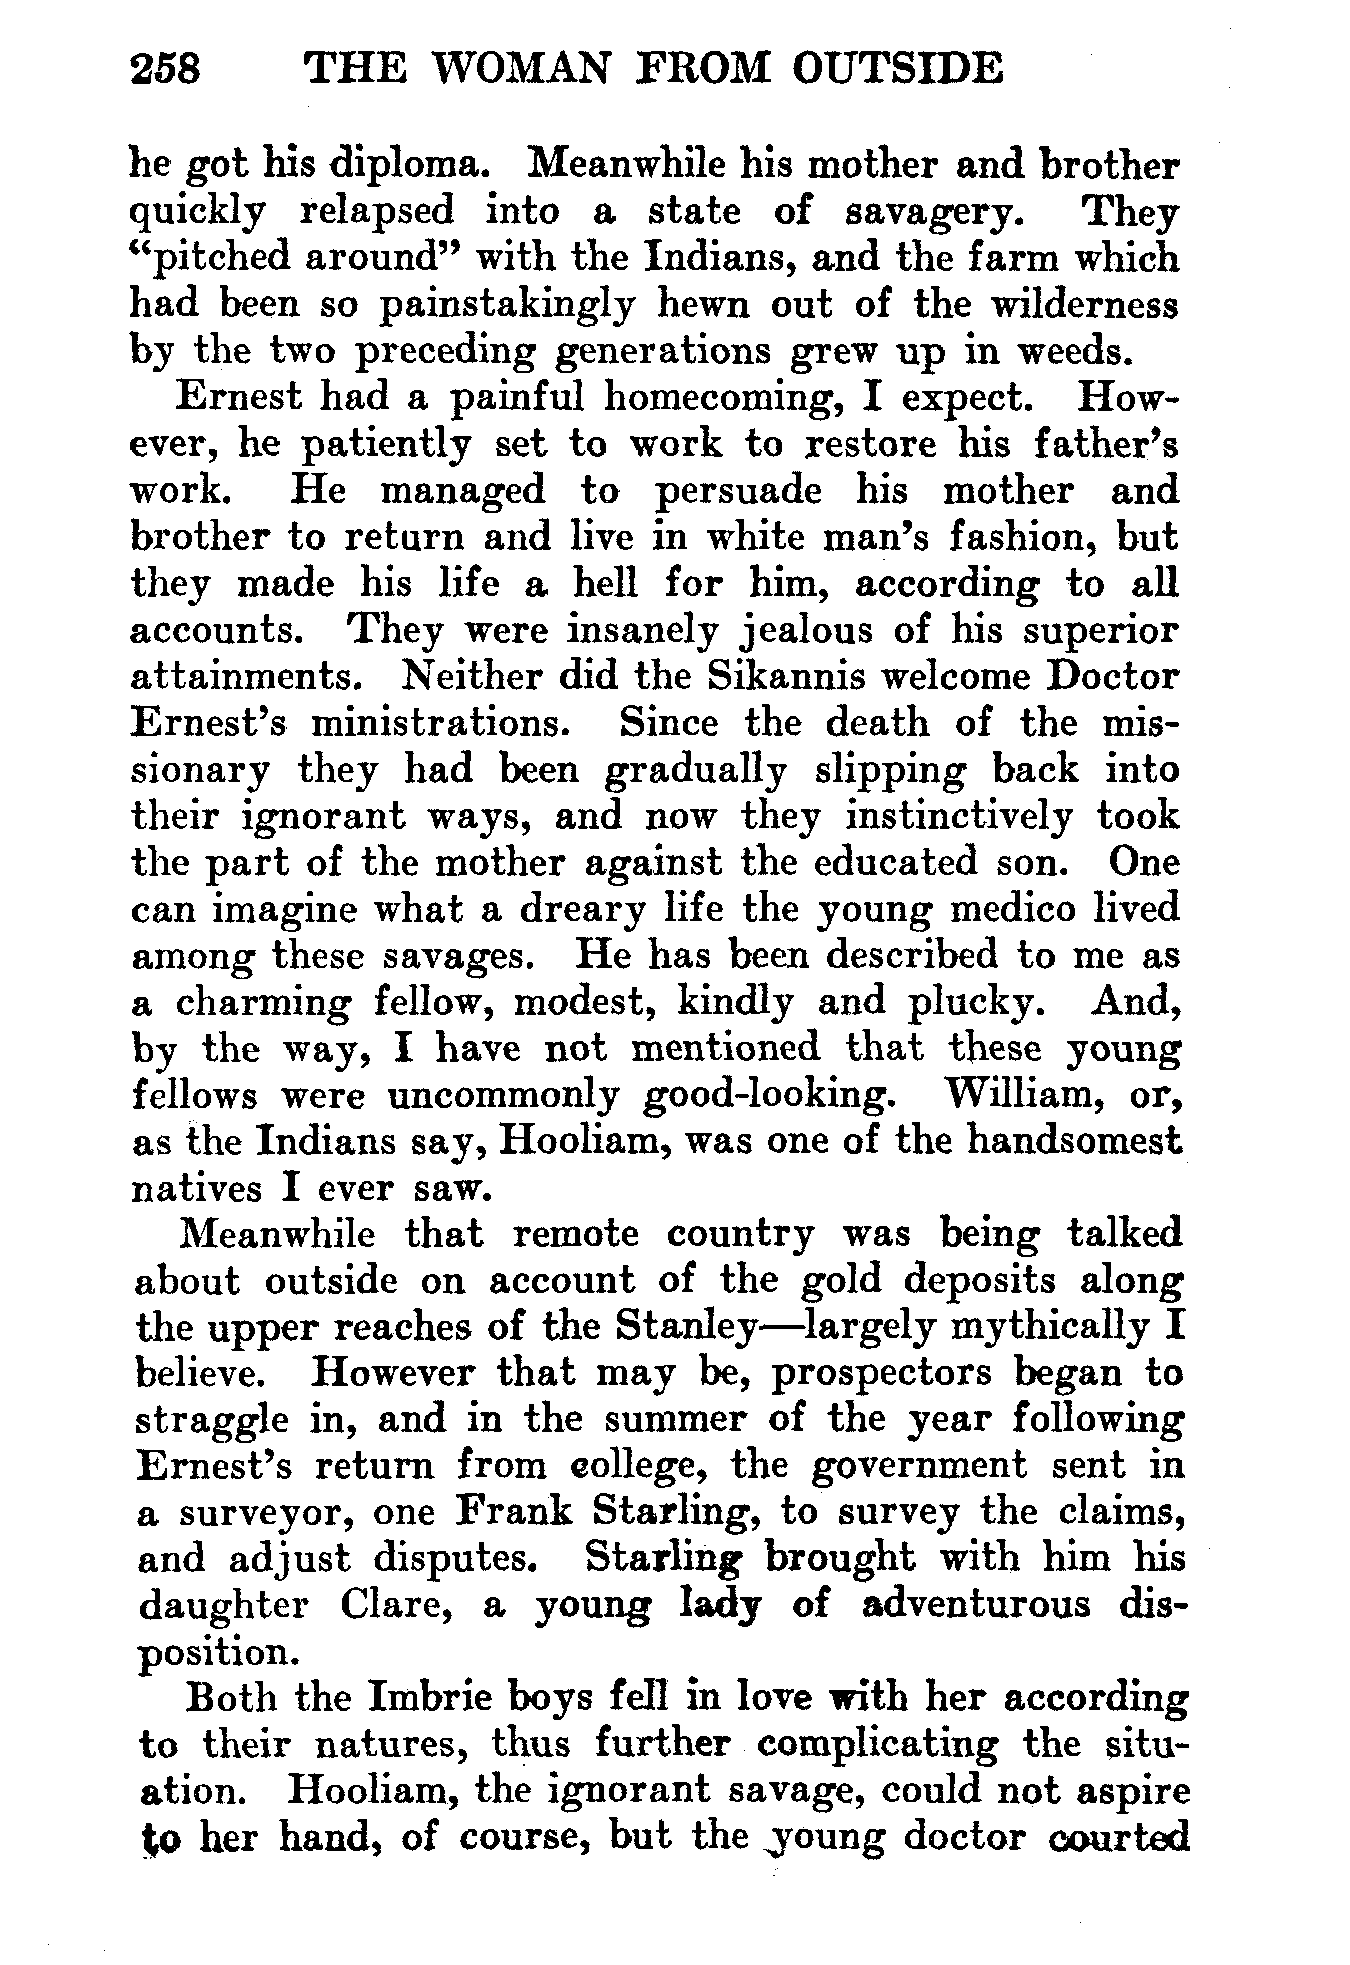 258 THE WOMAN FROM OUTSIDE
he got his diploma. Meanwhile his mother and brother
quickly relapsed into a state of savagery. They
“pitched around” with the Indians, and the farm which
had been so painstakingly hewn out of the wilderness
by the two preceding generations grew up in weeds.
Ernest had a painful homecoming, I expect. How-
ever, he patiently set to work to restore his father’s
work. He managed to persuade his mother and
brother to return and live in white man’s fashion, but
they made his life a hell for him, according to all
accounts. They were insanely jealous of his superior
attainments. Neither did the Sikannis welcome Doctor
Ernest’s ministrations. Since the death of the mis-
sionary they had been gradually slipping back into
their ignorant ways, and now they instinctively took
the part of the mother against the educated son. One
can imagine what a dreary life the young medico lived
among these savages. He has been described to me as
a charming fellow, modest, kindly and plucky. And,
by the way, I have not mentioned that these young
fellows were uncommonly good-looking. William, or,
as the Indians say, Hooliam, was one of the handsomest
natives I ever saw.
Meanwhile that remote country was being talked
about outside on account of the gold deposits along
the upper reaches of the Stanley—largely mythically I
believe. However that may be, prospectors began to
straggle in, and in the summer of the year following
Ernest’s return from college, the government sent in
a surveyor, one Frank Starling, to survey the claims,
and adjust disputes. Starling brought with him his
daughter Clare, a young lady of adventurous dis-
position.
Both the Imbrie boys fell in love with her according
to their natures, thus further complicating the situ-
ation. Hooliam, the ignorant savage, could not aspire
to her hand, of course, but the young doctor courted